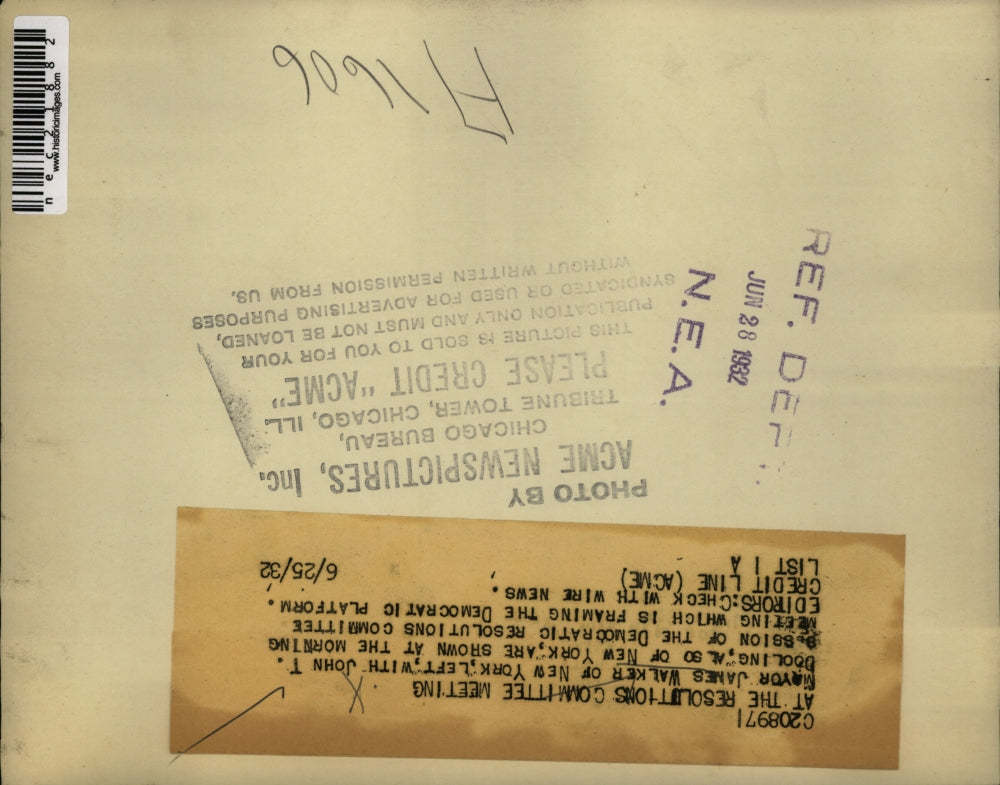 C208971
AT THE RESOLUTIONS COMMITTEE MEETING
MAYOR JAMES WALKER OF NEW YORK, LEFT, WITH JOHN T.
DOOLING, ALSO OF NEW YORK, ARE SHOWN AT THE MORNING
SESSION OF THE DEMOCRATIC RESOLUTIONS COMMITTEE
MEETING WHICH IS FRAMING THE DEMOCRATIC PLATFORM.
EDITORS: CHECK WITH WIRE NEWS.
CREDIT LINE (ACME)
LIST 1 A 6/25/32
PHOTO BY
ACME NEWSPICTURES, Inc.
CHICAGO BUREAU,
TRIBUNE TOWER, CHICAGO, ILL.
PLEASE CREDIT "ACME"
THIS PICTURE IS SOLD TO YOU FOR YOUR
PUBLICATION ONLY AND MUST NOT BE LOANED,
SYNDICATED OR USED FOR ADVERTISING PURPOSES
WITHOUT WRITTEN PERMISSION FROM US.
REF. DEP.
JUN 28 1932
N.E.A.
1606
nec21882
www.historicimages.com